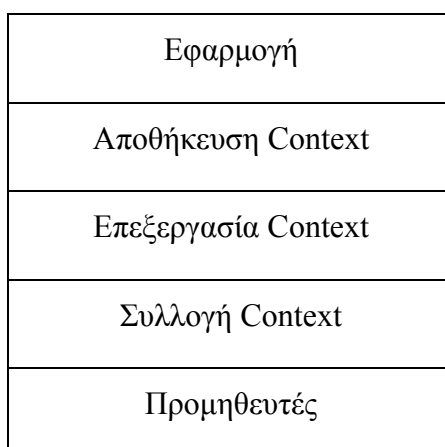 Εφαρμογή
Αποθήκευση Context
Επεξεργασία Context
Συλλογή Context
Προμηθευτές